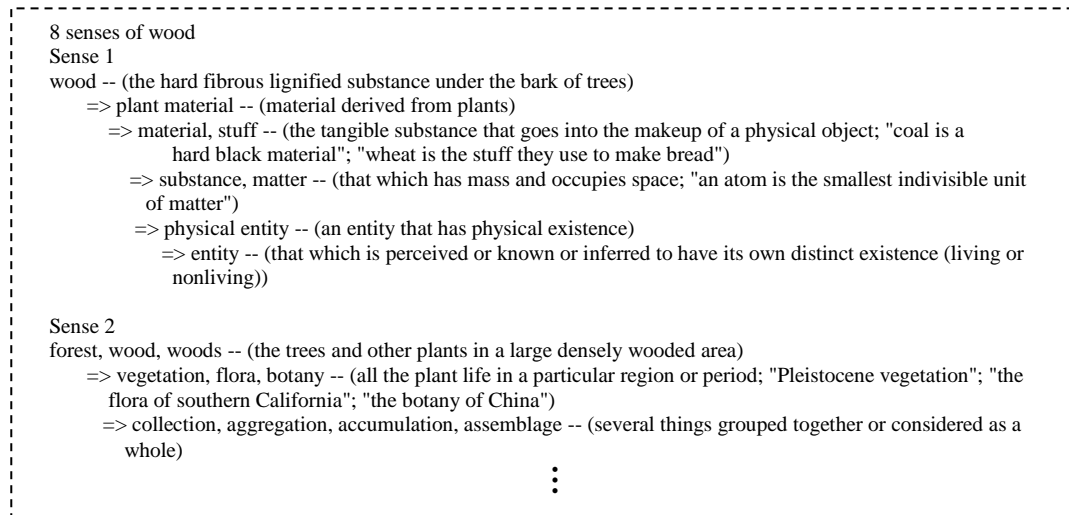 8 senses of wood
Sense 1
wood -- (the hard fibrous lignified substance under the bark of trees)
=> plant material -- (material derived from plants)
=> material, stuff -- (the tangible substance that goes into the makeup of a physical object; "coal is a
hard black material"; "wheat is the stuff they use to make bread")
=> substance, matter -- (that which has mass and occupies space; "an atom is the smallest indivisible unit
of matter")
=> physical entity -- (an entity that has physical existence)
=> entity -- (that which is perceived or known or inferred to have its own distinct existence (living or
nonliving))
Sense 2
forest, wood, woods -- (the trees and other plants in a large densely wooded area)
=> vegetation, flora, botany -- (all the plant life in a particular region or period; "Pleistocene vegetation"; "the
flora of southern California"; "the botany of China")
=> collection, aggregation, accumulation, assemblage -- (several things grouped together or considered as a
whole)